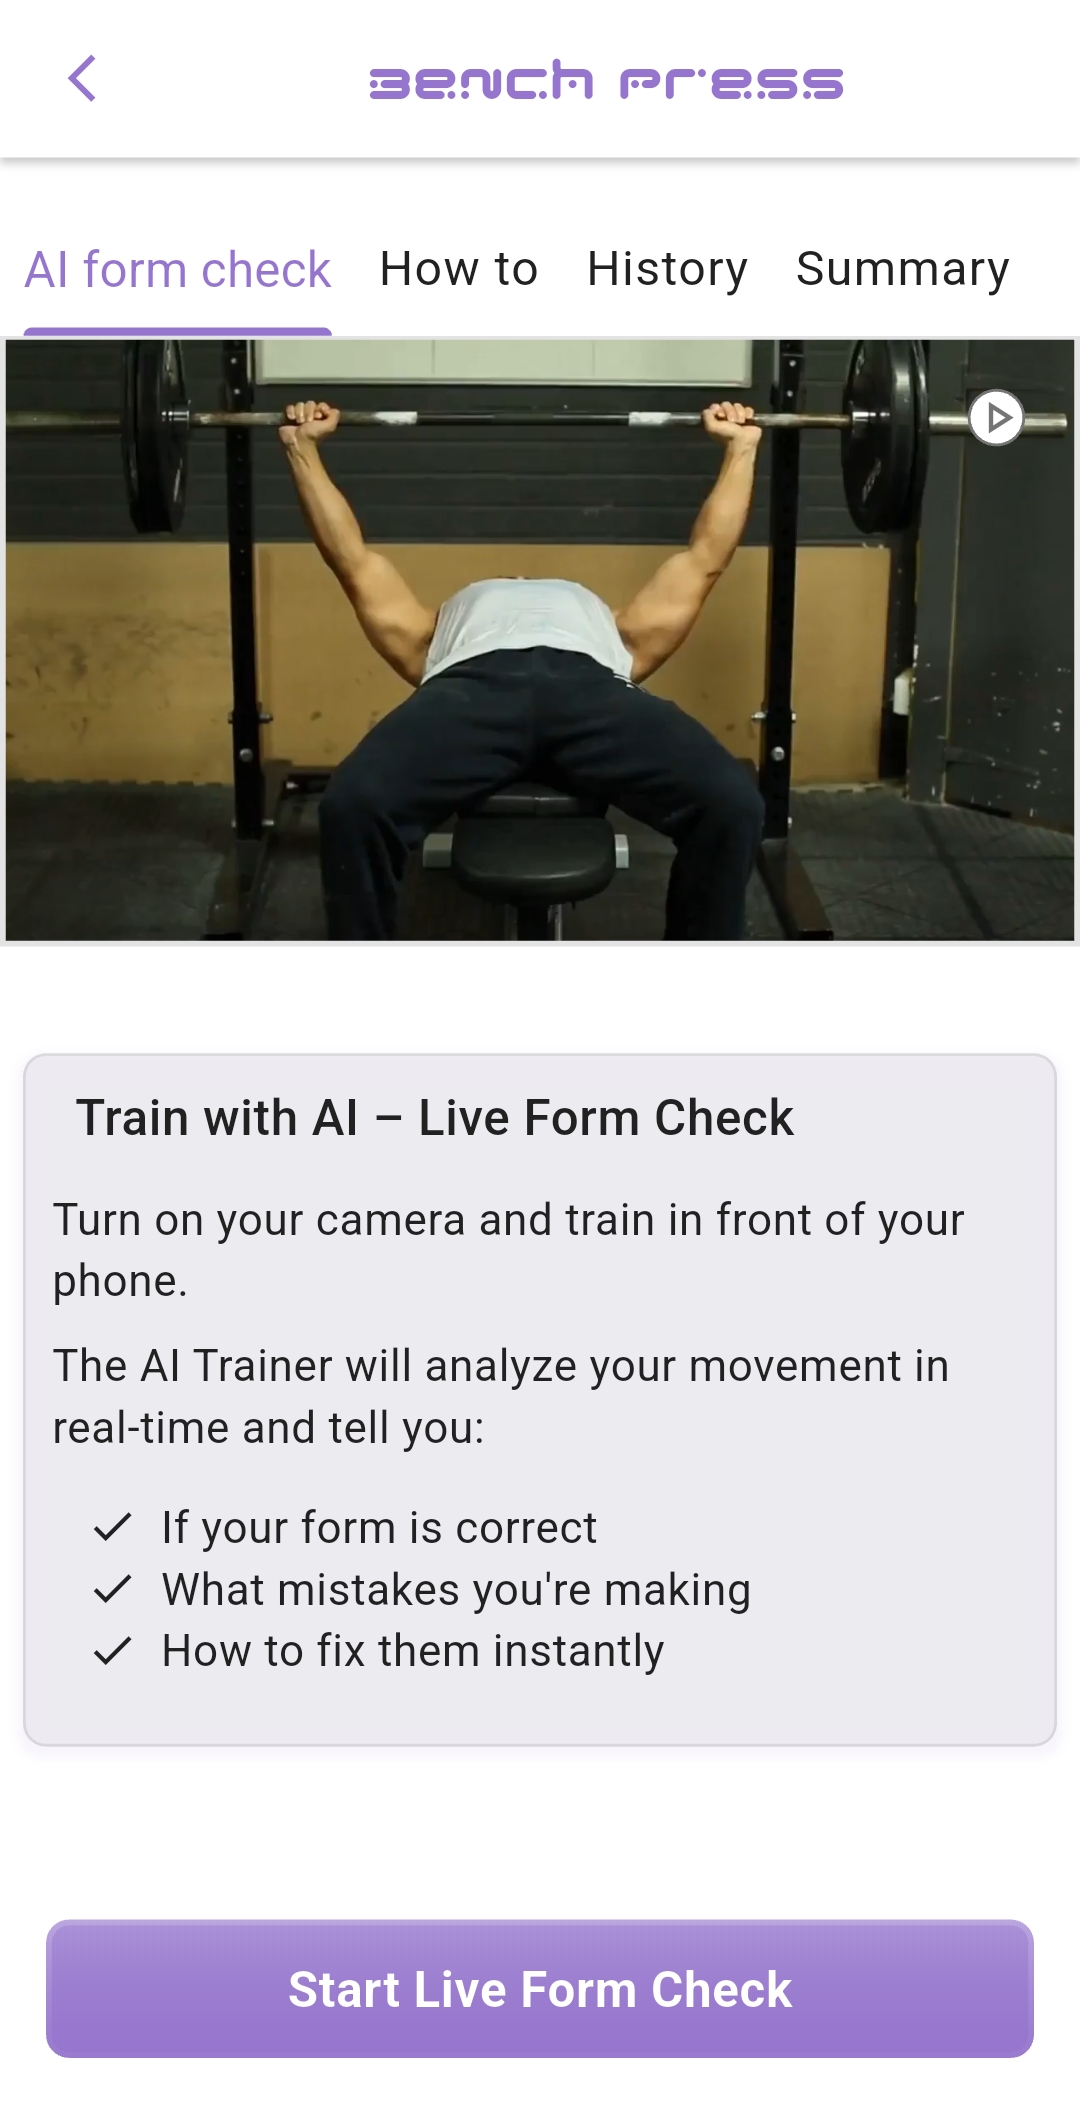 Bench Press
AI form check How to History Summary
Train with AI – Live Form Check
Turn on your camera and train in front of your
phone.
The AI Trainer will analyze your movement in
real-time and tell you:
If your form is correct
What mistakes you're making
How to fix them instantly
Start Live Form Check